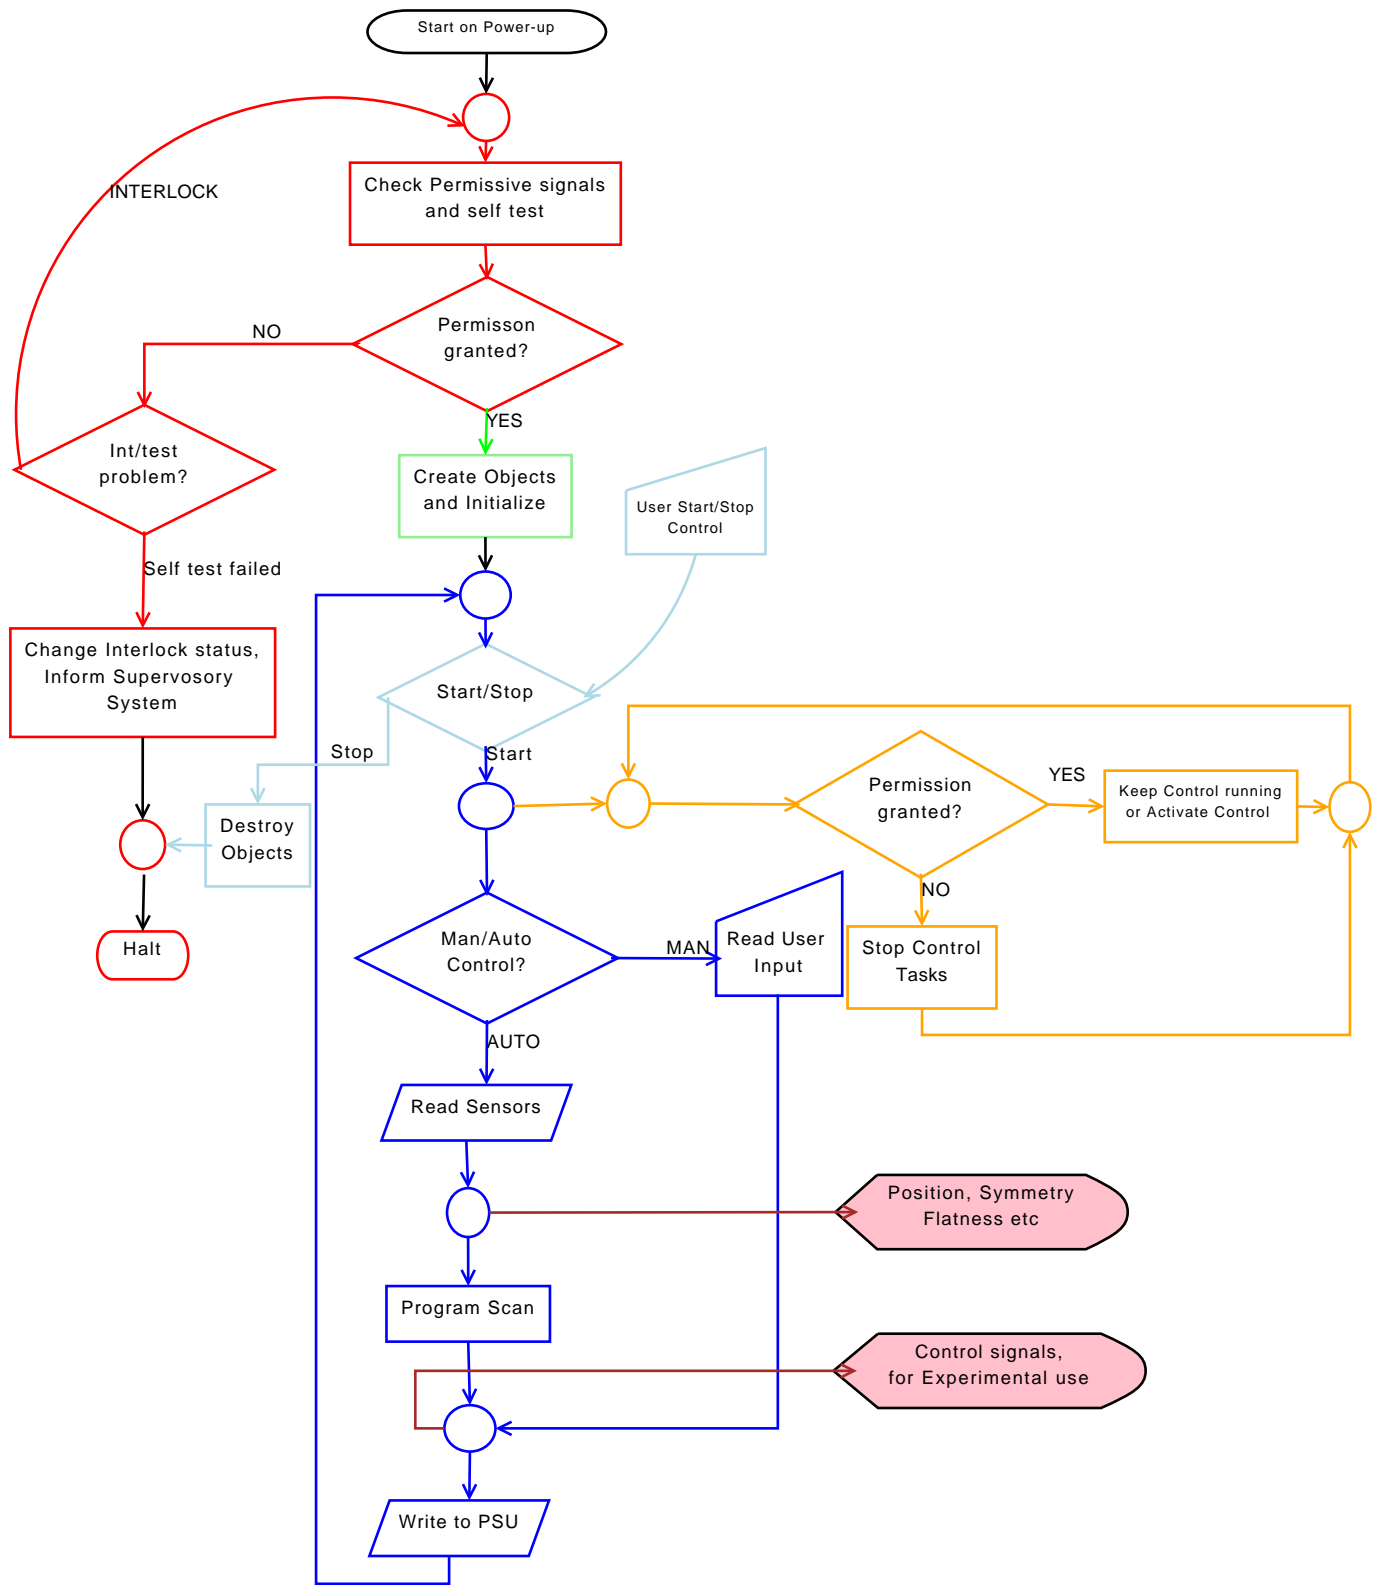 Start on Power-up
INTERLOCK
Check Permissive signals
and self test
NO
Permisson
granted?
YES
Int/test
problem?
Create Objects
and Initialize
User Start/Stop
Control
Self test failed
Change Interlock status,
Inform Supervosory
System
Start/Stop
Stop
Start
Destroy
Objects
Permission
granted?
YES
Keep Control running
or Activate Control
NO
Halt
Man/Auto
Control?
MAN
Read User
Input
Stop Control
Tasks
AUTO
Read Sensors
Position, Symmetry
Flatness etc
Program Scan
Control signals,
for Experimental use
Write to PSU